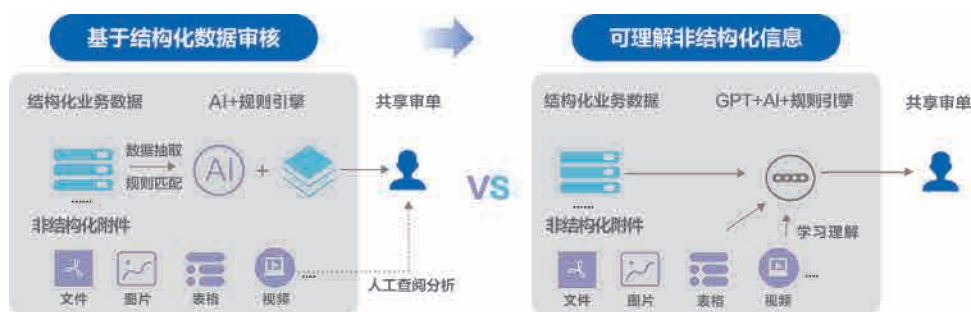 基于结构化数据审核
可理解非结构化信息
结构化业务数据
AI+规则引擎
共享审单
数据抽取
规则匹配
AI
+
......
非结构化附件
文件
图片
表格
视频
....
人工查阅分析
VS
结构化业务数据
GPT+AI+规则引擎
共享审单
......
非结构化附件
学习理解
文件
图片
表格
视频
....